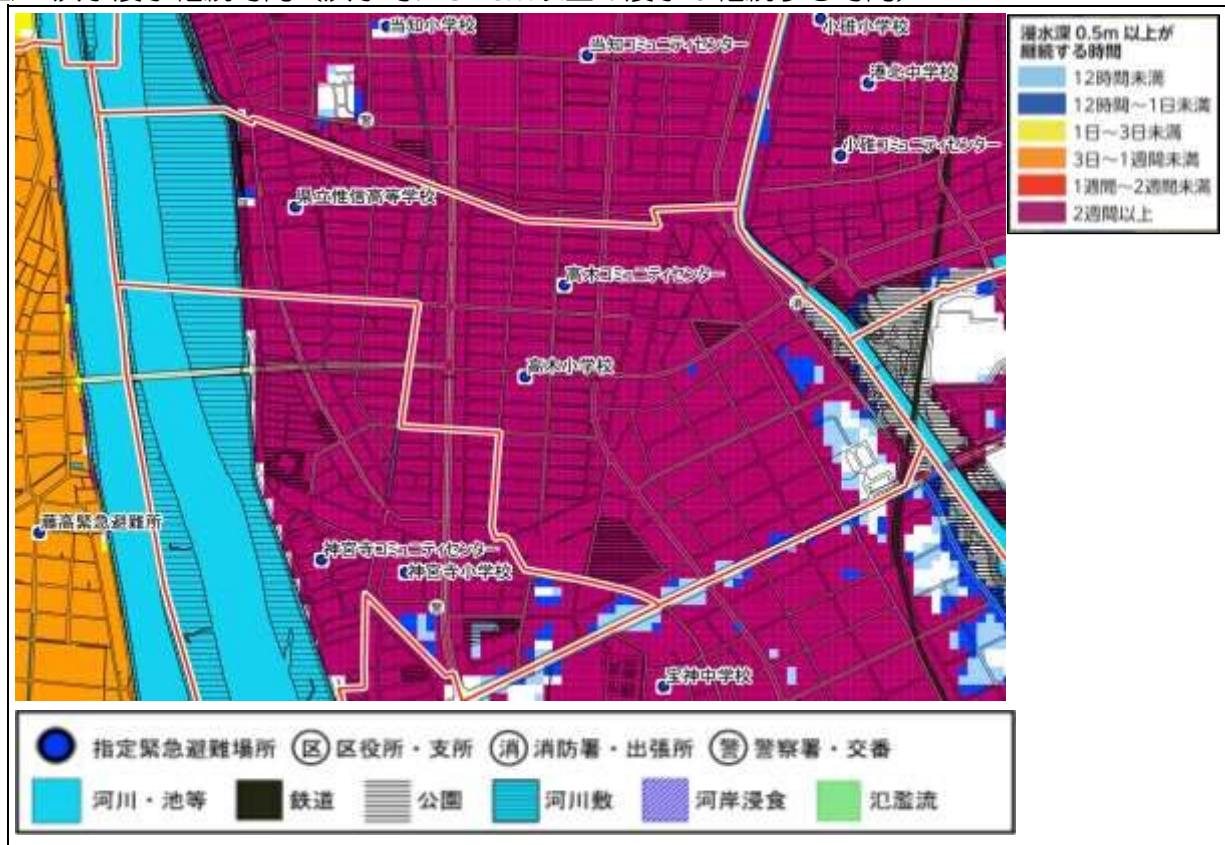 当知小学校
小碓小学校
当知コミュニティセンター
港北中学校
小碓コミュニティセンター
警
県立惟信高等学校
高木コミュニティセンター
消
高木小学校
藤高緊急避難所
神宮寺コミュニティセンター
神宮寺小学校
警
宝神中学校
浸水深 0.5m 以上が
継続する時間
12時間未満
12時間～1日未満
1日～3日未満
3日～1週間未満
1週間～2週間未満
2週間以上
指定緊急避難場所 区 区役所・支所 消 消防署・出張所 警 警察署・交番
河川・池等 鉄道 公園 河川敷 河岸浸食 氾濫流